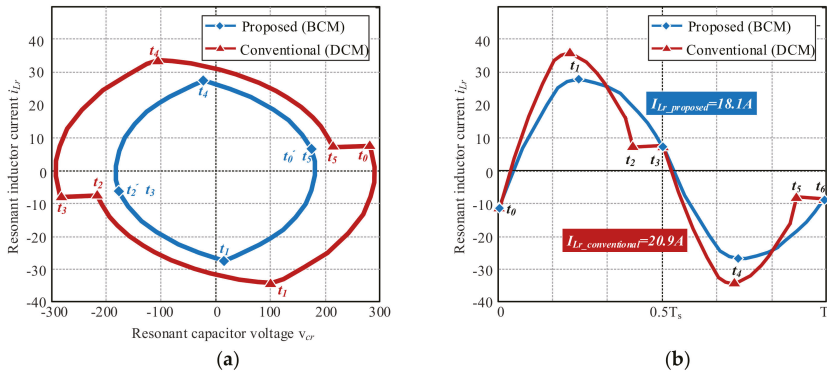 (a)
Proposed (BCM)
Conventional (DCM)
Resonant inductor current iLr
40
30
20
10
0
-10
-20
-30
-40
t4
t4
t0 t5
t5
t0
t2
t3
t2 t3
t1
t1
-300
-200
-100
0
100
200
300
Resonant capacitor voltage vcr
(a)
Proposed (BCM)
Conventional (DCM)
Resonant inductor current iLr
40
30
20
10
0
-10
-20
-30
-40
t1
ILr_proposed=18.1A
t2
t3
t5
t6
t0
ILr_conventional=20.9A
t4
0
0.5Ts
T
(b)